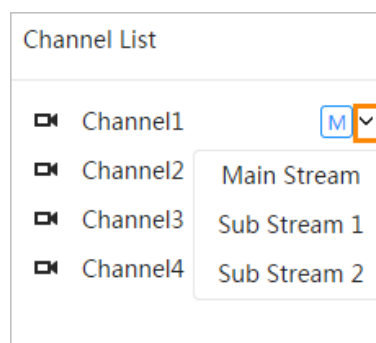 Channel List
Channel1 M
Channel2
Main Stream
Channel3
Sub Stream 1
Channel4
Sub Stream 2